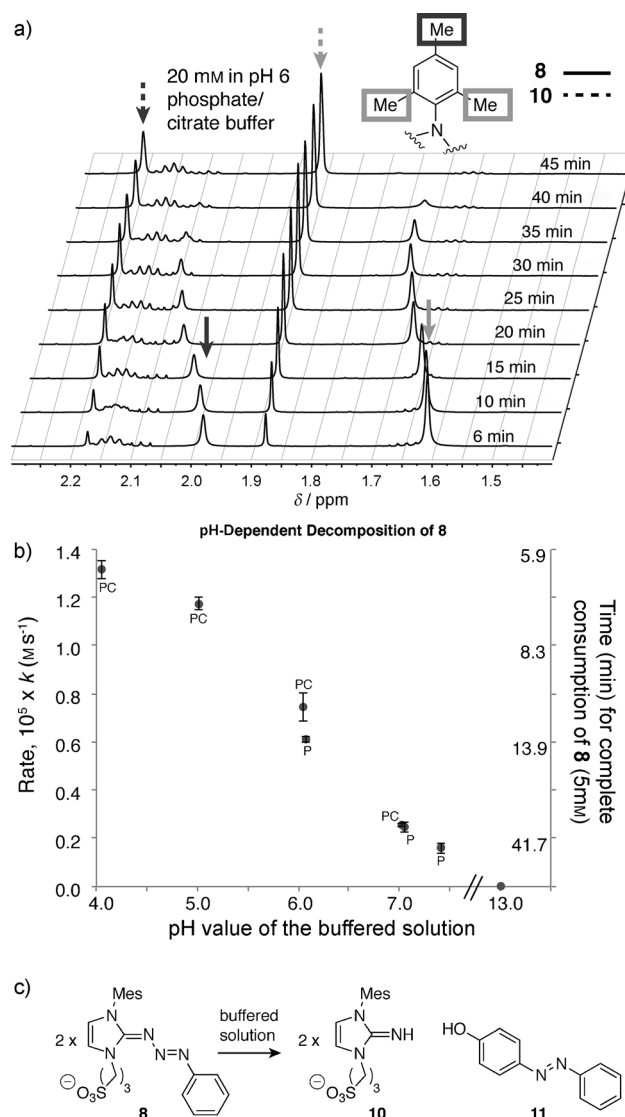 a)
20 mM in pH 6
phosphate/
citrate buffer
Me
Me
Me
N
8
10
45 min
40 min
35 min
30 min
25 min
20 min
15 min
10 min
6 min
2.2 2.1 2.0 1.9 1.8 1.7 1.6 1.5
δ / ppm
b)
pH-Dependent Decomposition of 8
Rate, 10⁵ x k (M s⁻¹)
1.4
1.2
1.0
0.8
0.6
0.4
0.2
0.0
PC
PC
PC
P
PC
P
P
5.9
8.3
13.9
41.7
Time (min) for complete
consumption of 8 (5mM)
4.0 5.0 6.0 7.0 13.0
pH value of the buffered solution
c)
2 x
Mes
N
N
N
N
N
( )3
⊖ O3S
8
buffered
solution
2 x
Mes
N
NH
N
( )3
⊖ O3S
10
HO
N
N
11